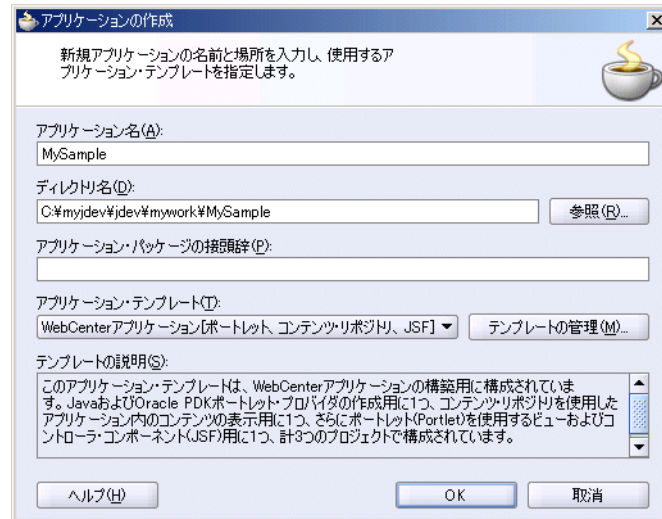 アプリケーションの作成
新規アプリケーションの名前と場所を入力し、使用するア
プリケーション・テンプレートを指定します。
アプリケーション名(A):
MySample
ディレクトリ名(D):
C:¥myjdev¥jdev¥mywork¥MySample
参照(R)...
アプリケーション・パッケージの接頭辞(P):
アプリケーション・テンプレート(T):
WebCenterアプリケーション[ポートレット、コンテンツ・リポジトリ、JSF]
テンプレートの管理(M)...
テンプレートの説明(S):
このアプリケーション・テンプレートは、WebCenterアプリケーションの構築用に構成されていま
す。JavaおよびOracle PDKポートレット・プロバイダの作成用に1つ、コンテンツ・リポジトリを使用した
アプリケーション内のコンテンツの表示用に1つ、さらにポートレット(Portlet)を使用するビューおよびコ
ントローラ・コンポーネント(JSF)用に1つ、計3つのプロジェクトで構成されています。
ヘルプ(H)
OK
取消